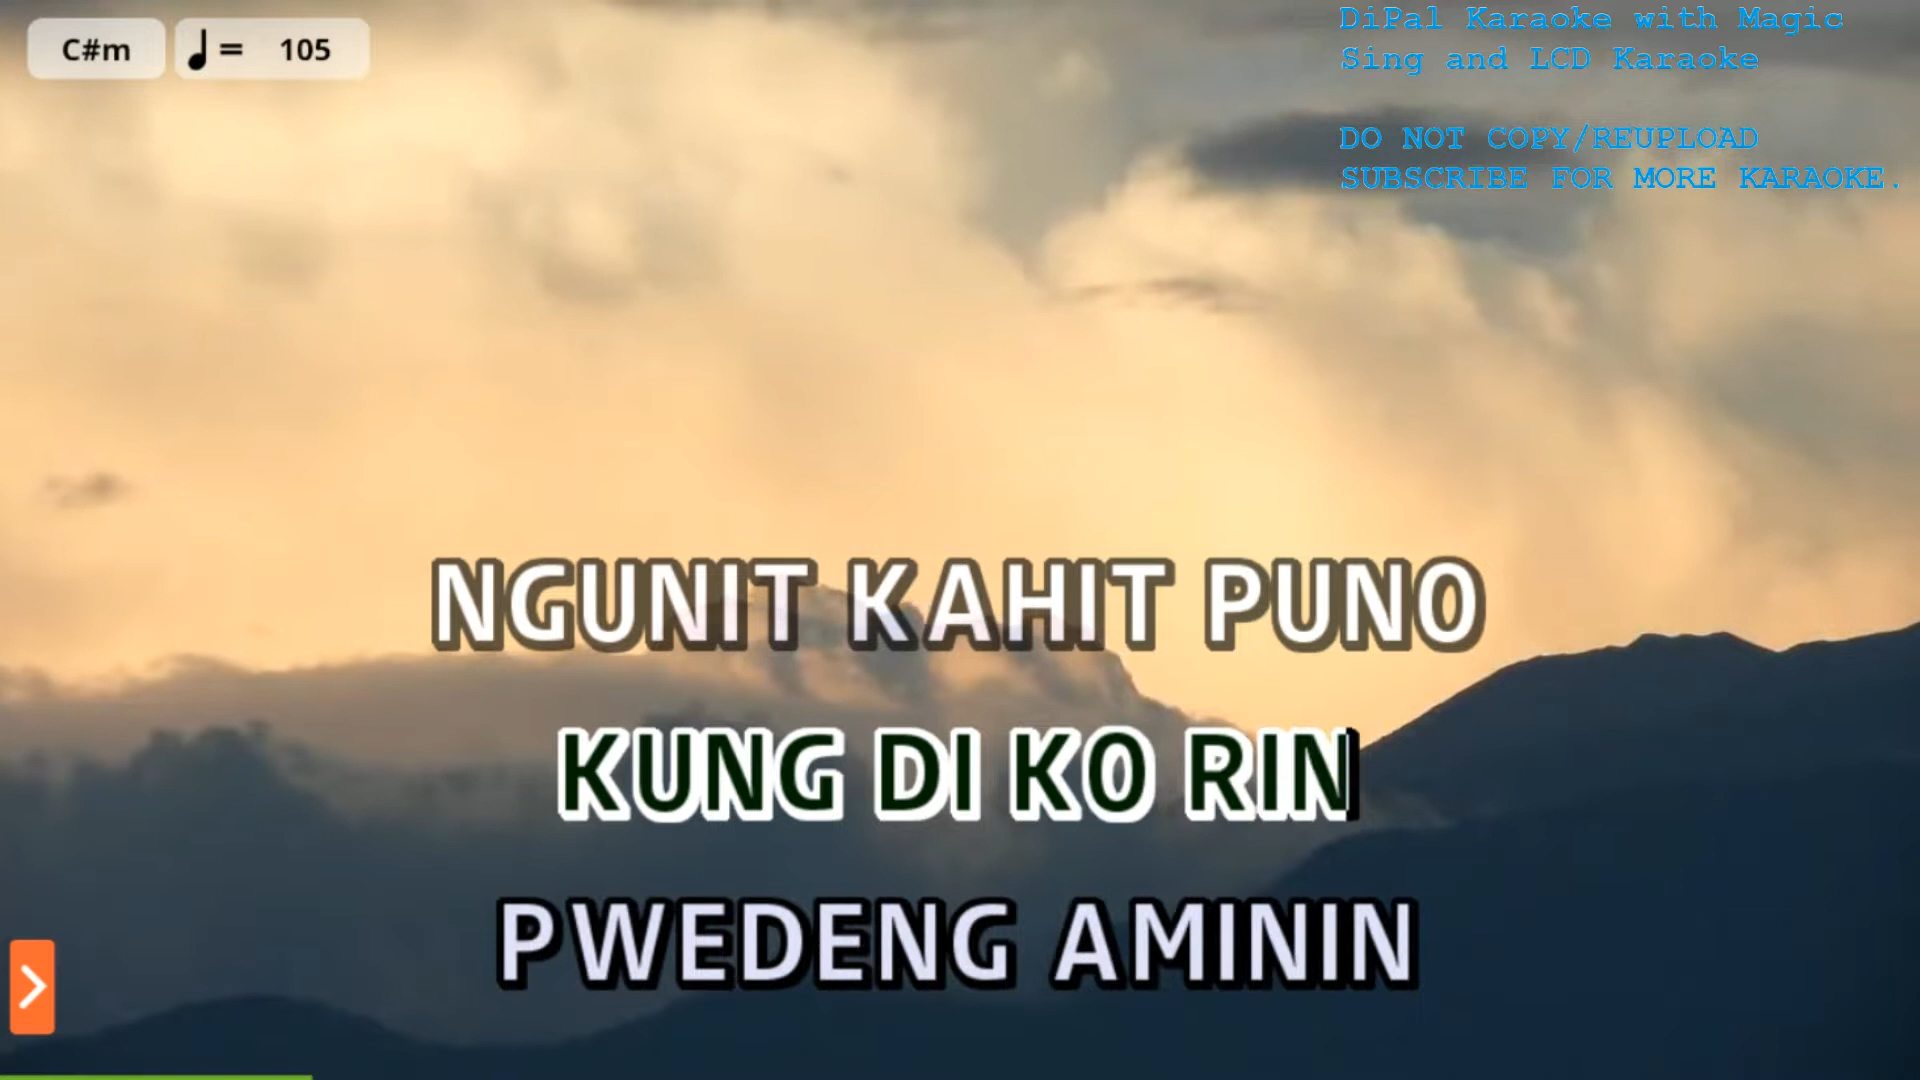 C#m
♩ = 105
DiPal Karaoke with Magic
Sing and LCD Karaoke
DO NOT COPY/REUPLOAD
SUBSCRIBE FOR MORE KARAOKE.
NGUNIT KAHIT PUNO
KUNG DI KO RIN
PWEDENG AMININ